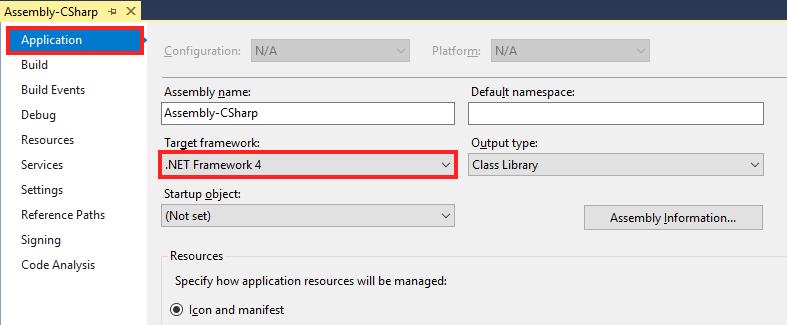 Assembly-CSharp
Application
Build
Build Events
Debug
Resources
Services
Settings
Reference Paths
Signing
Code Analysis
Configuration: N/A Platform: N/A
Assembly name: Default namespace:
Assembly-CSharp
Target framework: Output type:
.NET Framework 4 Class Library
Startup object:
(Not set) Assembly Information...
Resources
Specify how application resources will be managed:
Icon and manifest